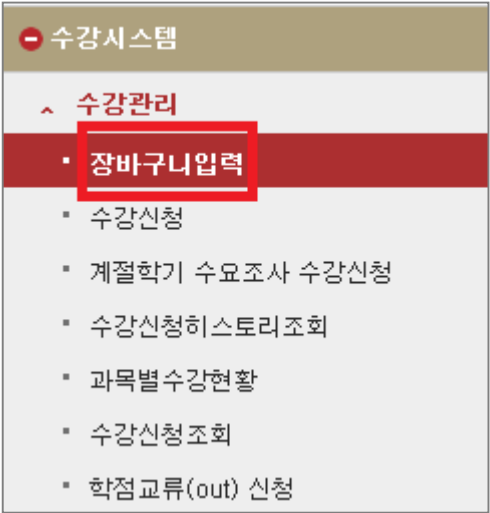 수강시스템
수강관리
장바구니입력
수강신청
계절학기 수요조사 수강신청
수강신청히스토리조회
과목별수강현황
수강신청조회
학점교류(out) 신청